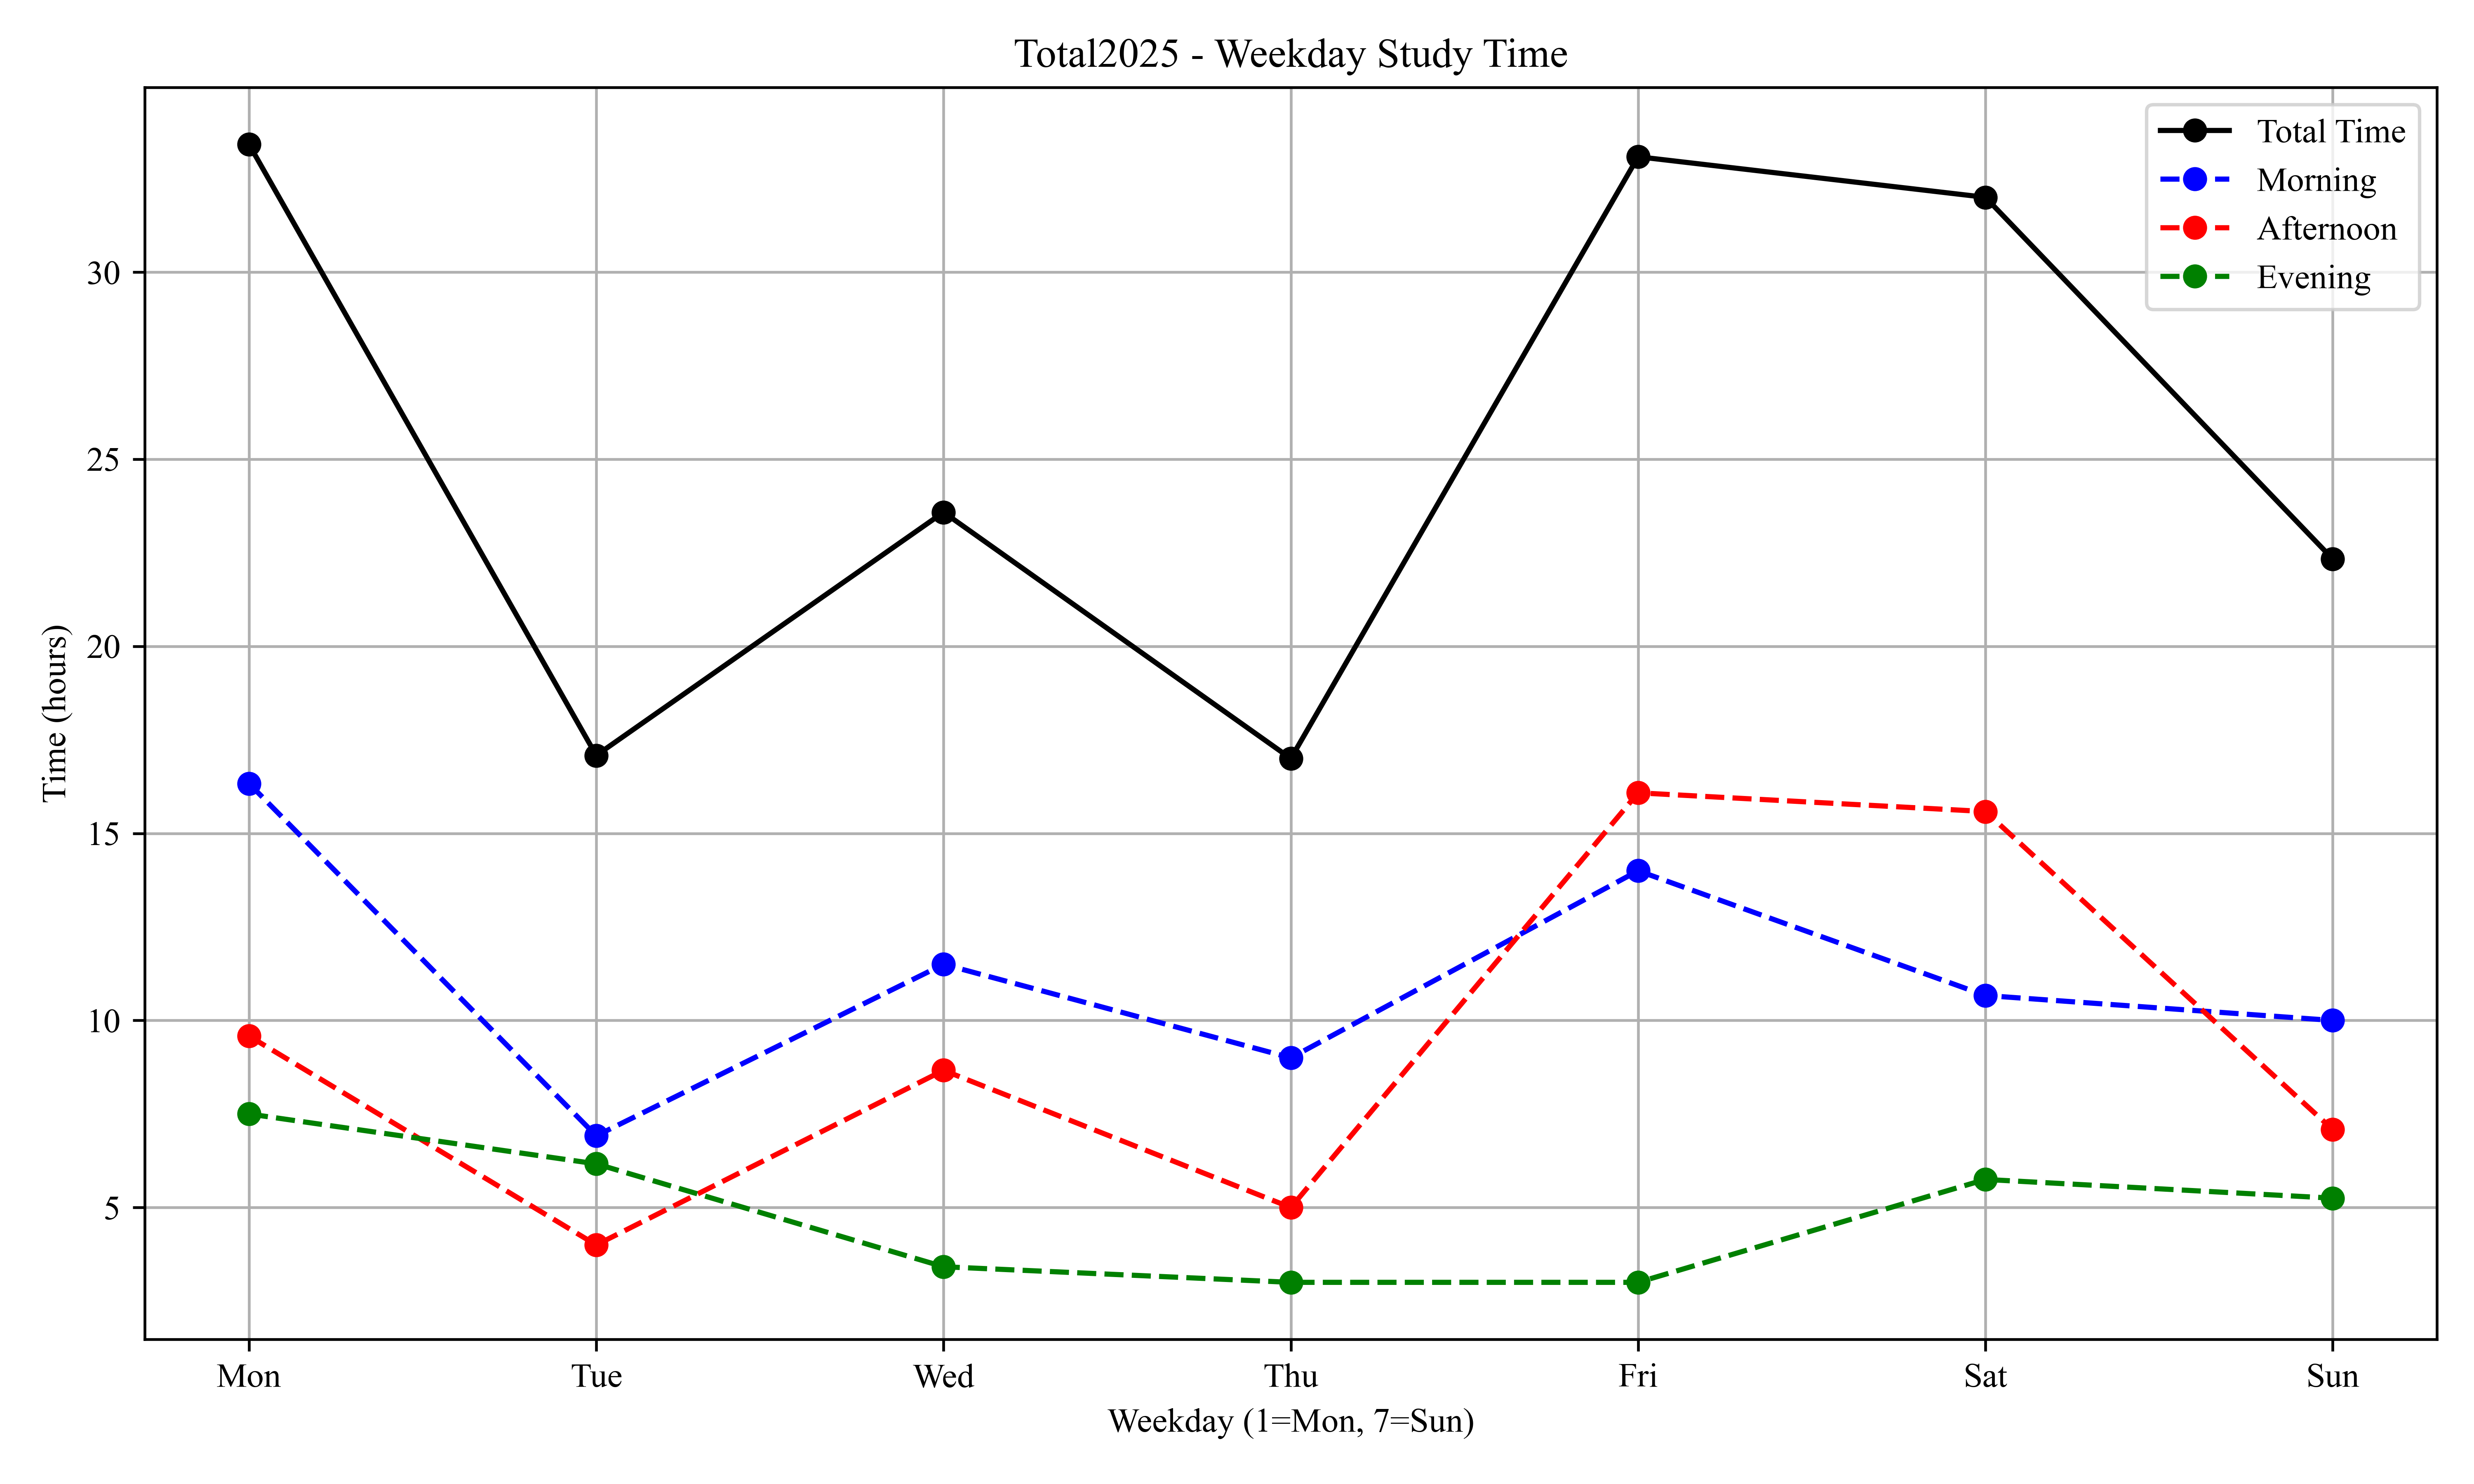 Total2025 - Weekday Study Time
Total Time
Morning
Afternoon
Evening
30
25
20
15
10
5
Time (hours)
Mon Tue Wed Thu Fri Sat Sun
Weekday (1=Mon, 7=Sun)